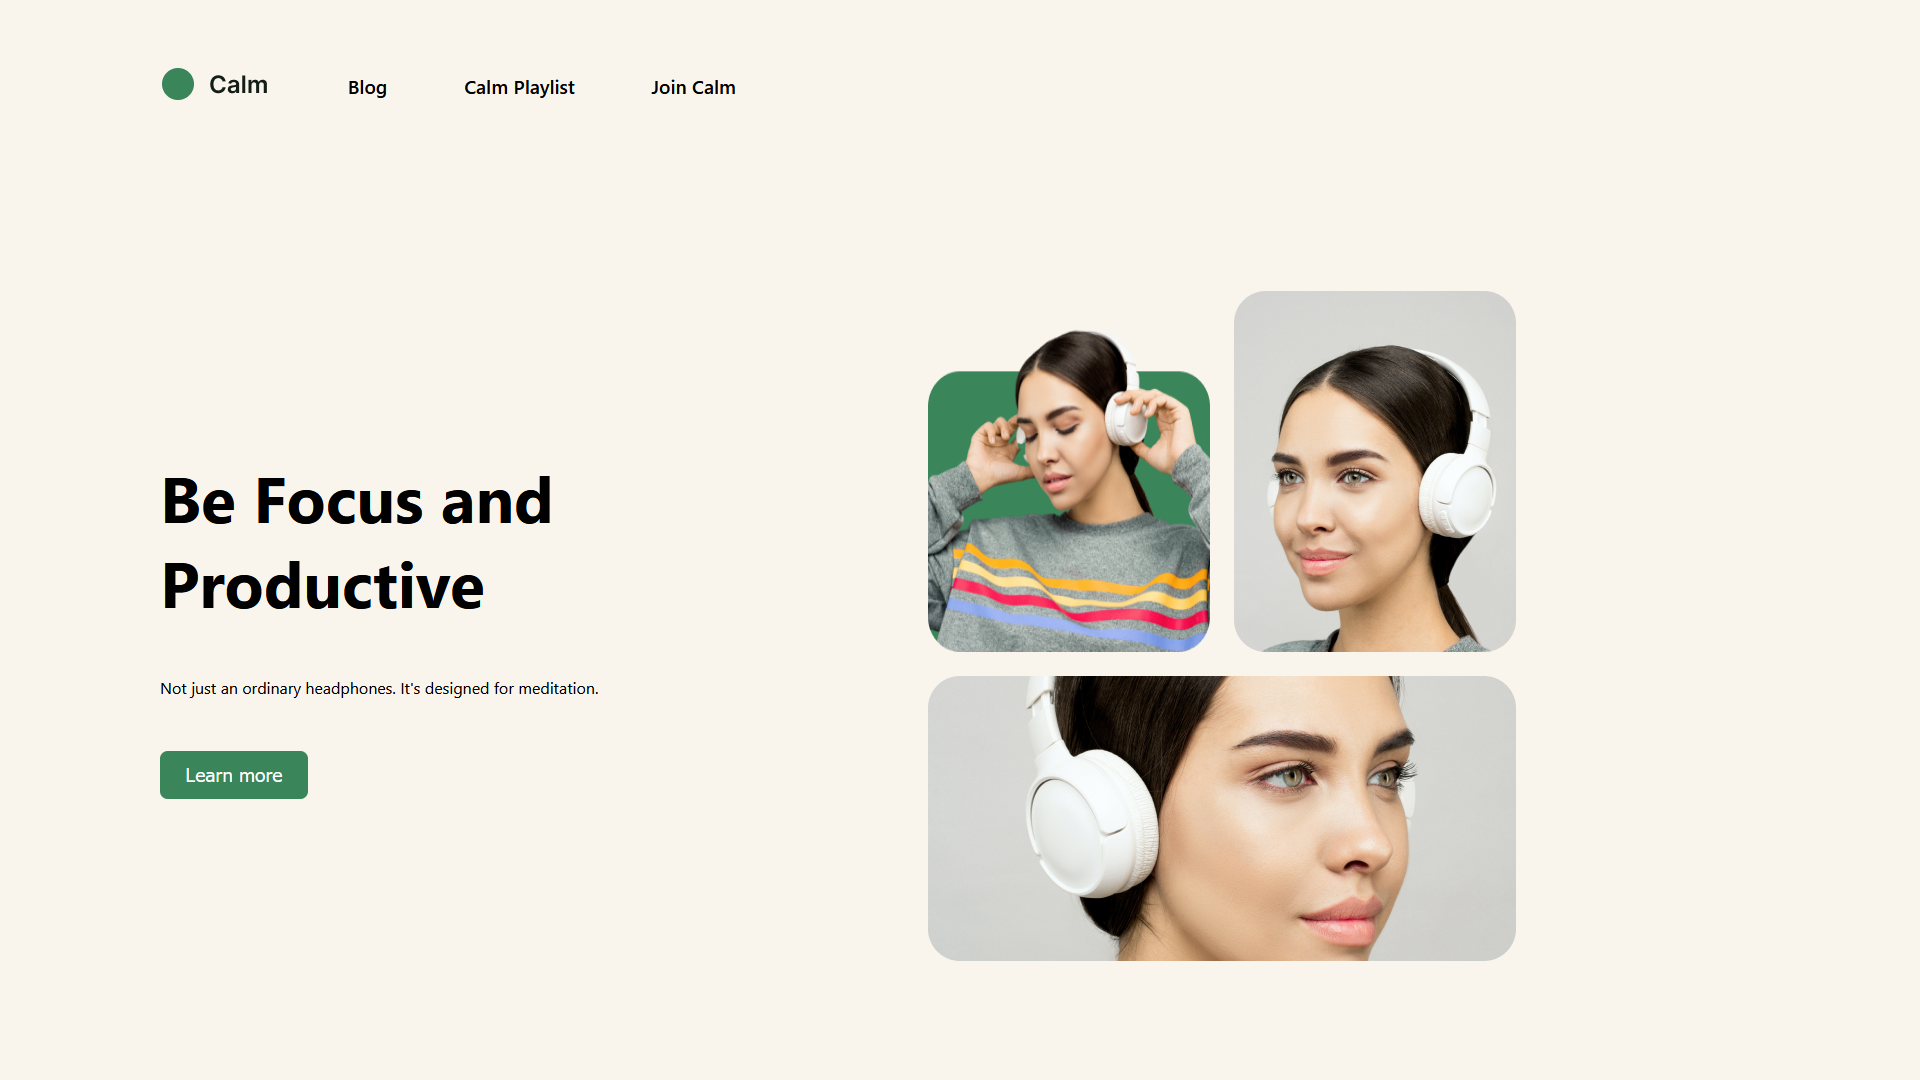 Calm
Blog
Calm Playlist
Join Calm
Be Focus and
Productive
Not just an ordinary headphones. It's designed for meditation.
Learn more